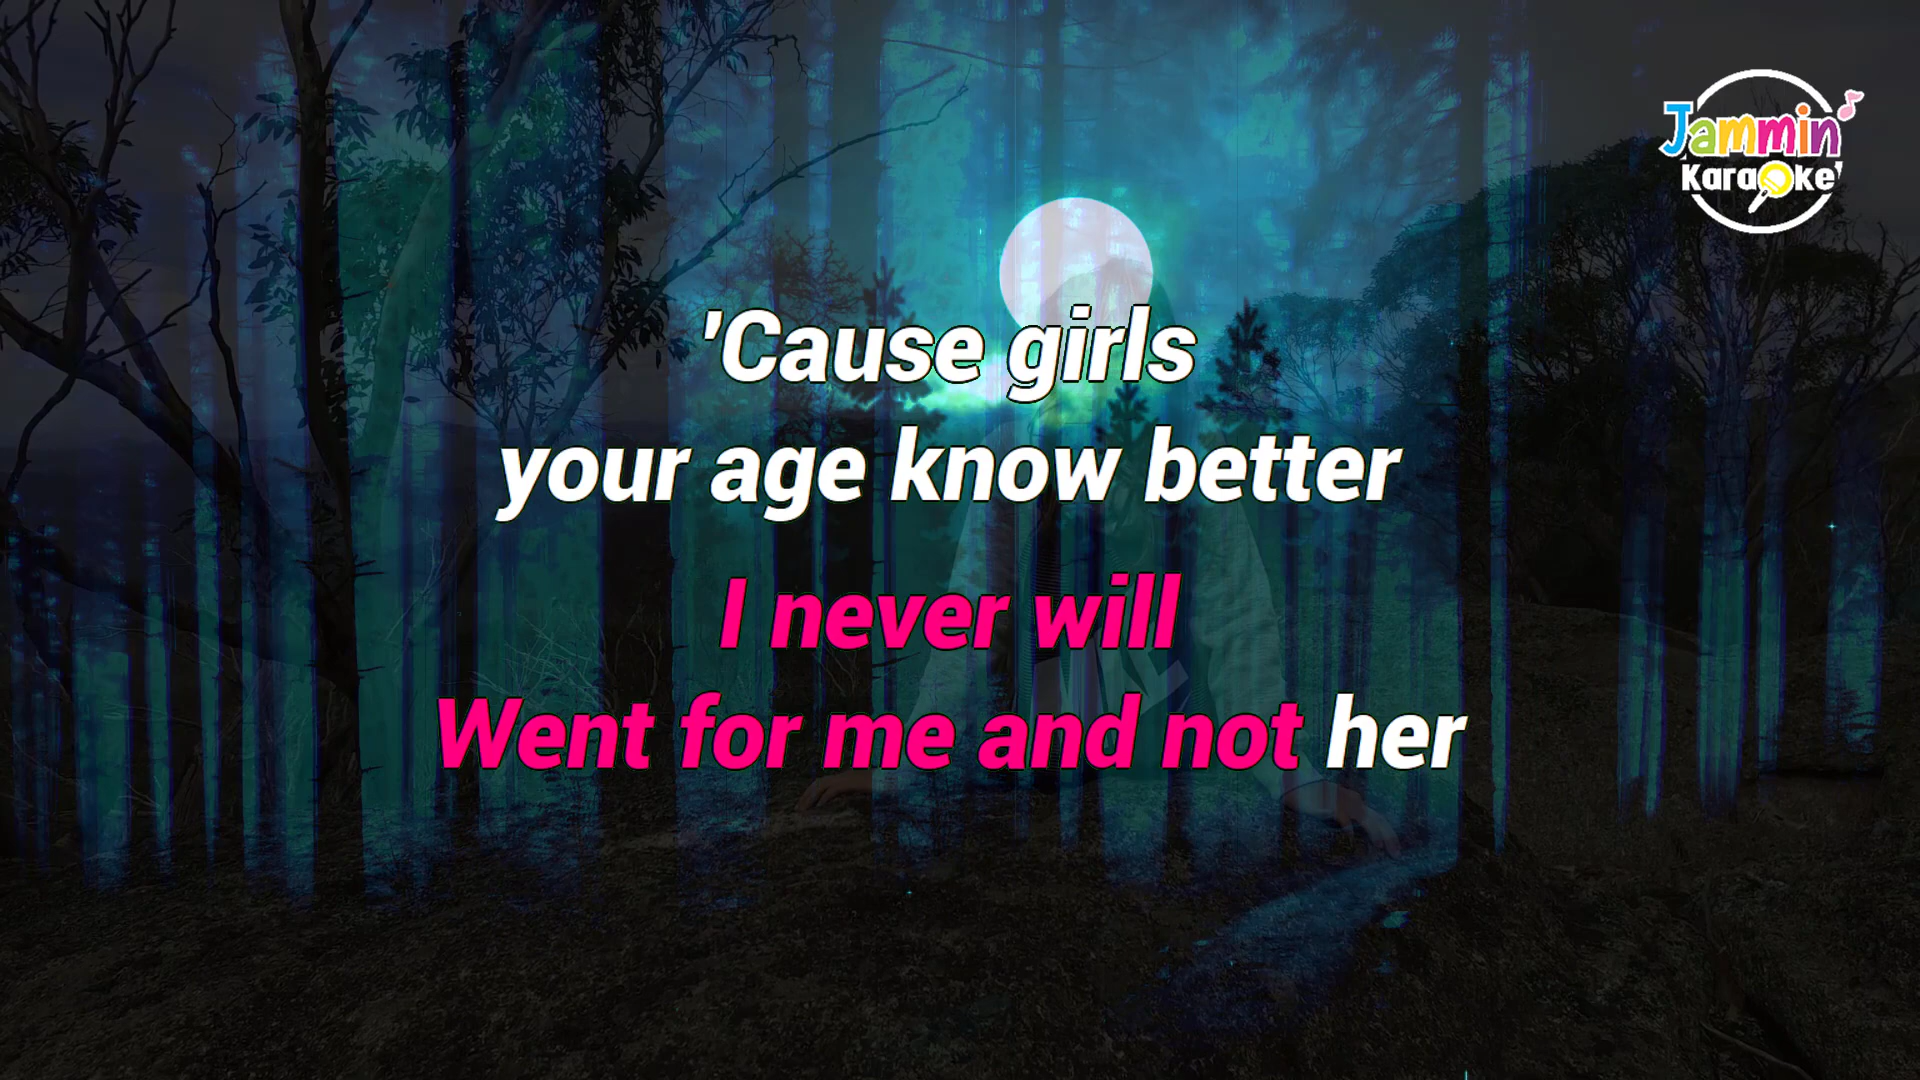 Jammin'
Karaoke'
'Cause girls
your age know better
I never will
Went for me and not her